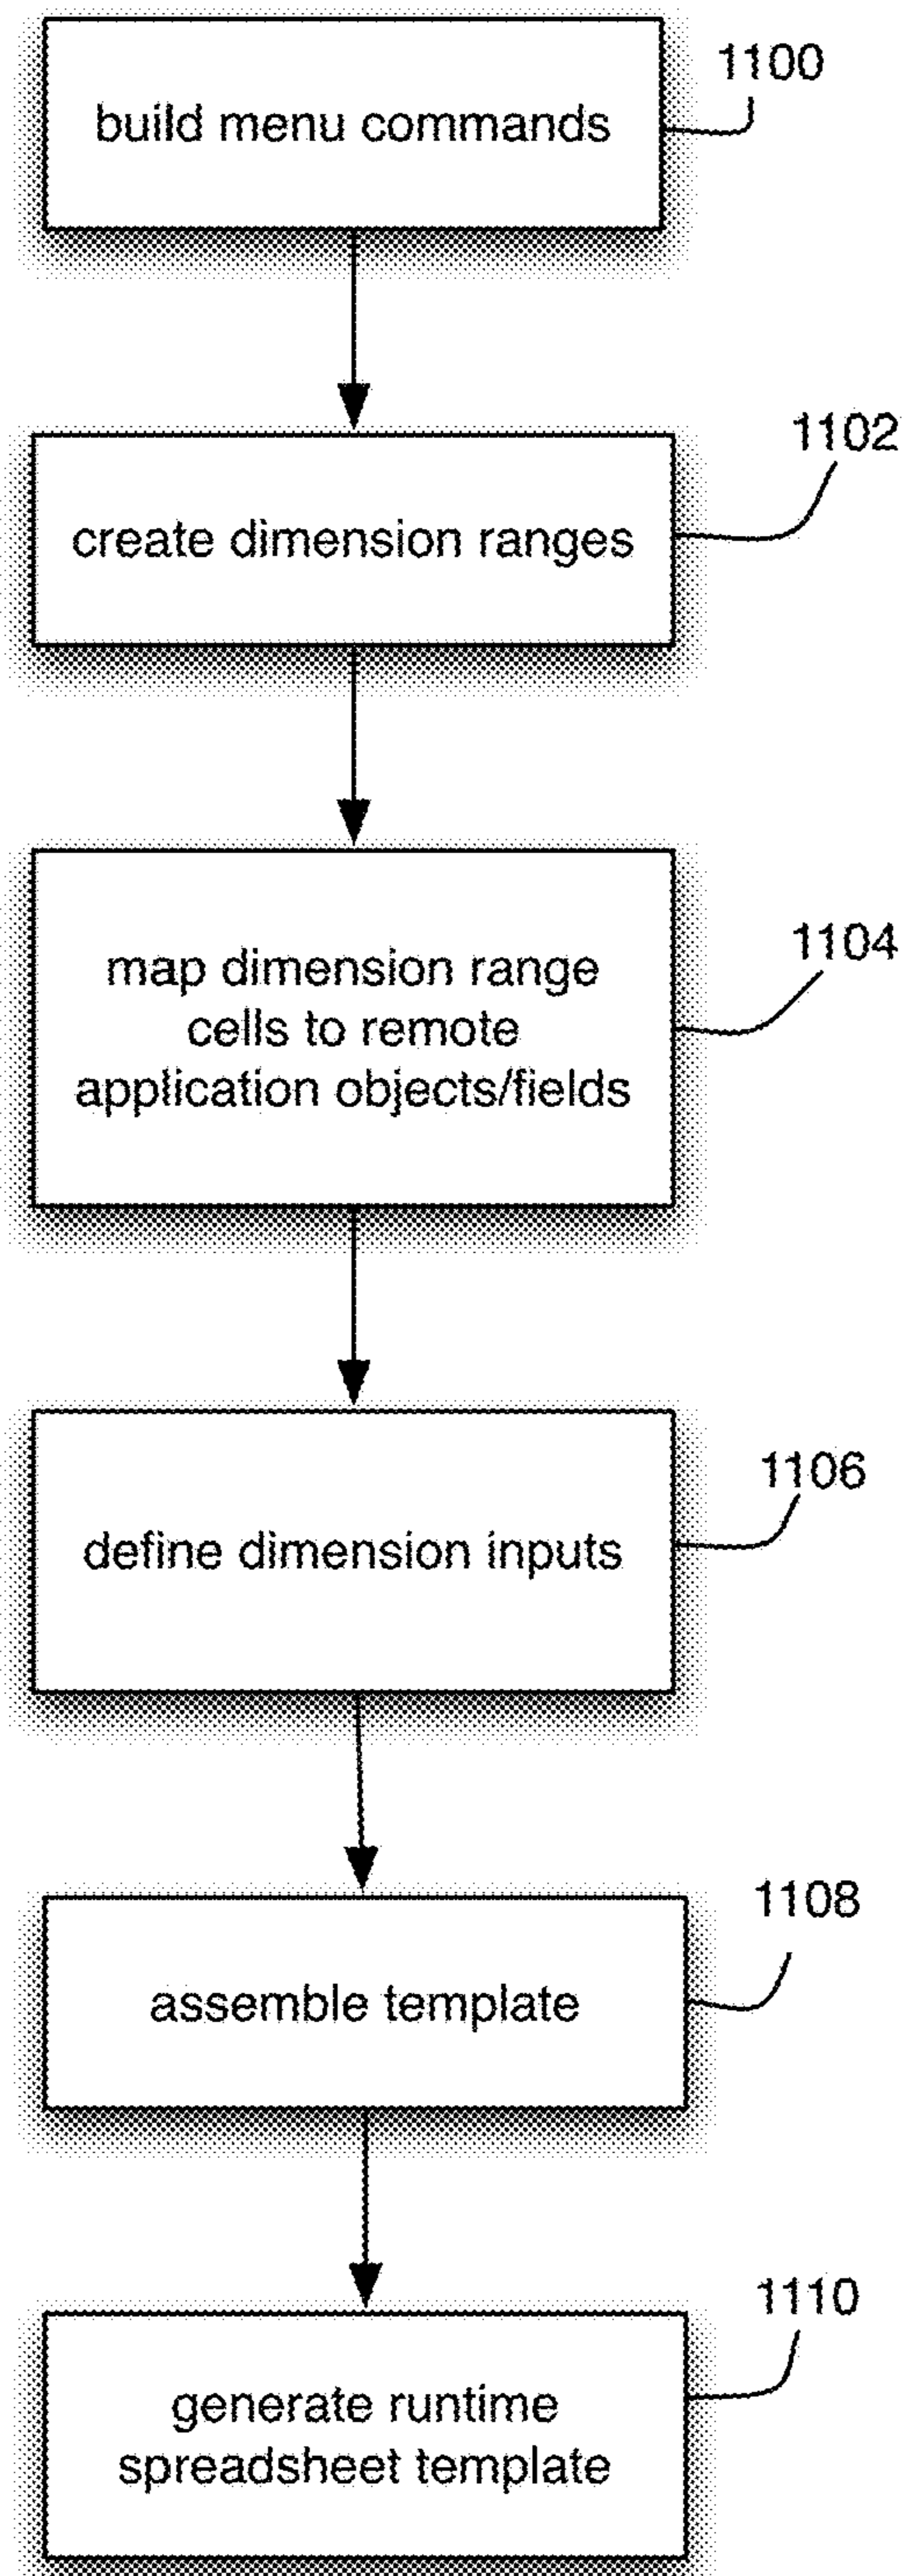 build menu commands
1100
create dimension ranges
1102
map dimension range
cells to remote
application objects/fields
1104
define dimension inputs
1106
assemble template
1108
generate runtime
spreadsheet template
1110